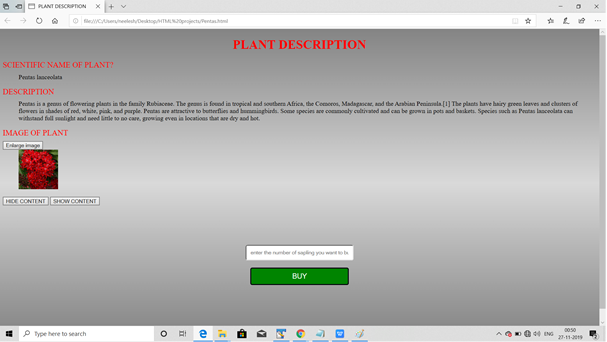 PLANT DESCRIPTION
file:///C:/Users/neelesh/Desktop/HTML%20projects/Pentas.html
PLANT DESCRIPTION
SCIENTIFIC NAME OF PLANT?
Pentas lanceolata
DESCRIPTION
Pentas is a genus of flowering plants in the family Rubiaceae. The genus is found in tropical and southern Africa, the Comoros, Madagascar, and the Arabian Peninsula.[1] The plants have hairy green leaves and clusters of
flowers in shades of red, white, pink, and purple. Pentas are attractive to butterflies and hummingbirds. Some species are commonly cultivated and can be grown in pots and baskets. Species such as Pentas lanceolata can
withstand full sunlight and need little to no care, growing even in locations that are dry and hot.
IMAGE OF PLANT
Enlarge image
HIDE CONTENT SHOW CONTENT
enter the number of sapling you want to bu
BUY
Type here to search
ENG
00:50
27-11-2019
2